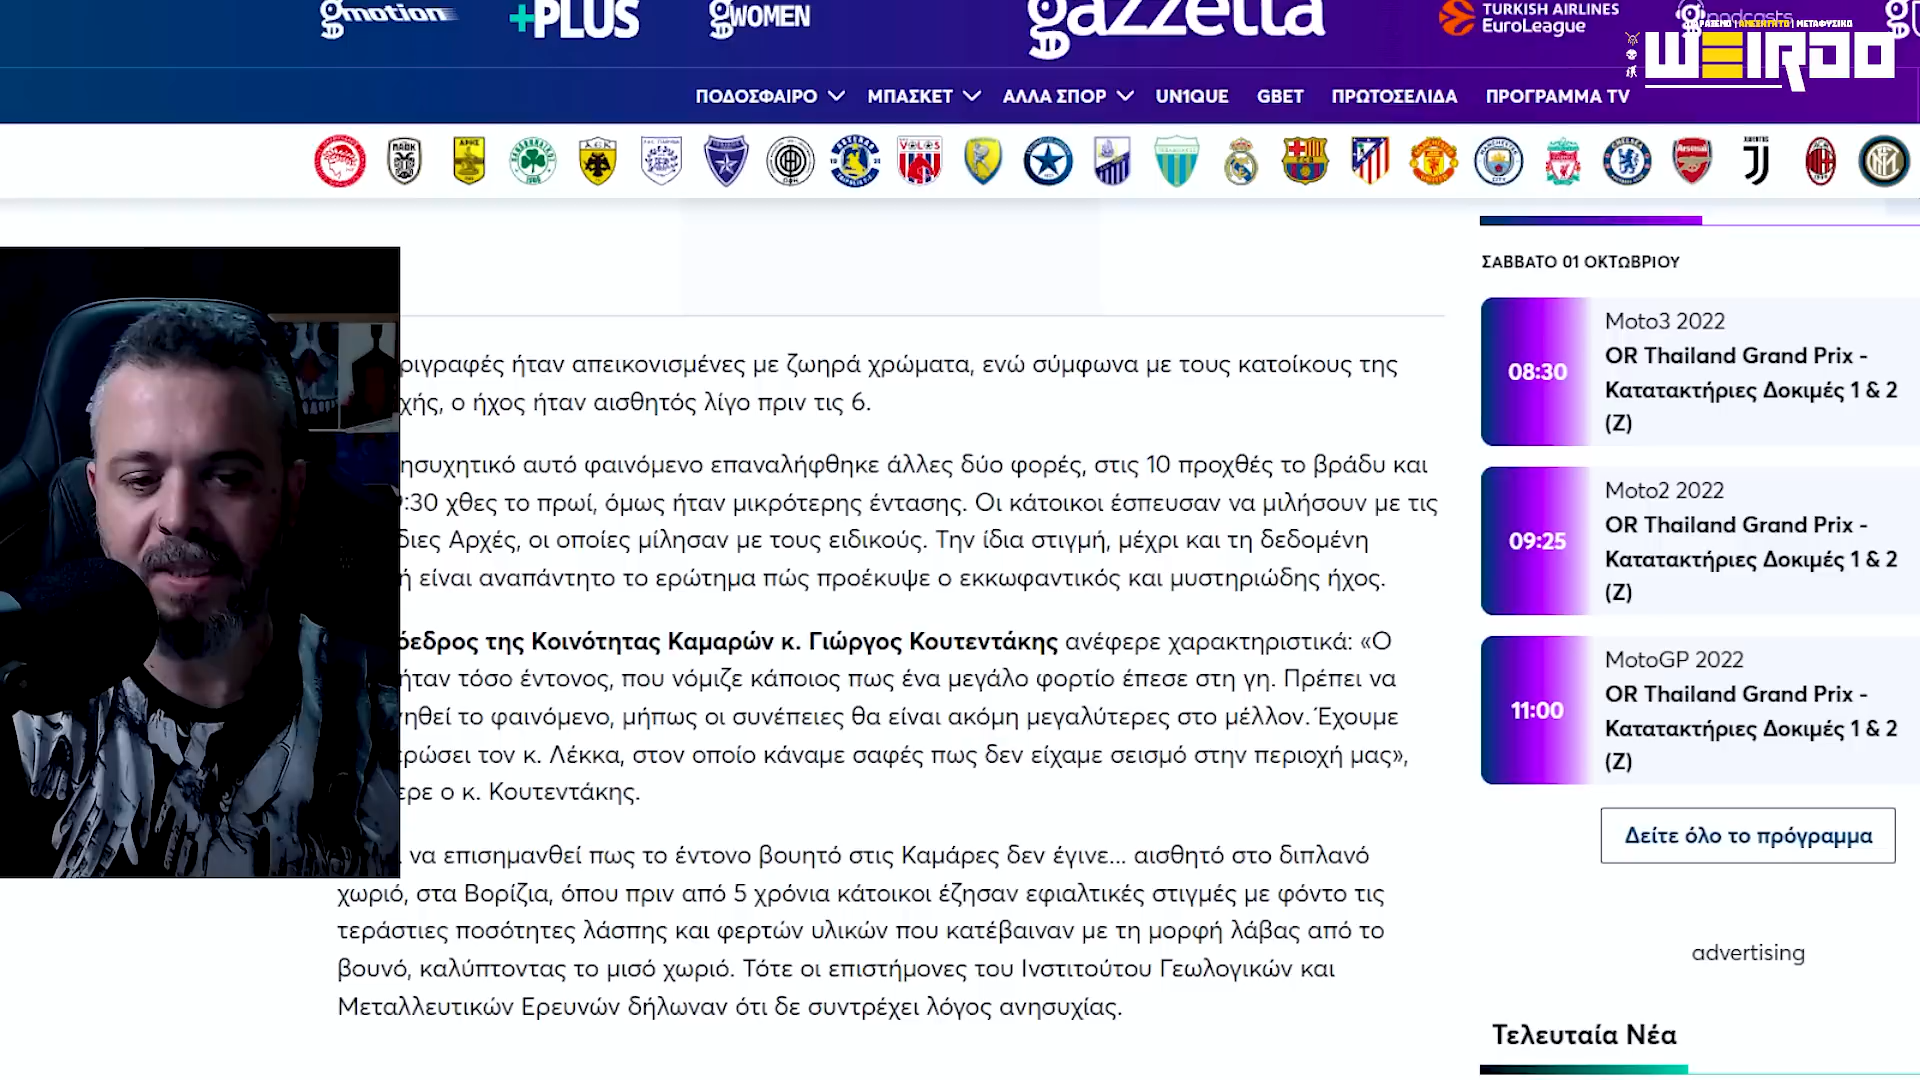 gmotion
+PLUS
gWOMEN
gazzetta
TURKISH AIRLINES
EuroLeague
podcasts
ΑΝΕΞΗΓΗΤΟ | ΜΕΤΑΦΥΣΙΚΟ
WEIRDO
ΠΟΔΟΣΦΑΙΡΟ ΜΠΑΣΚΕΤ ΑΛΛΑ ΣΠΟΡ UN1QUE GBET ΠΡΩΤΟΣΕΛΙΔΑ ΠΡΟΓΡΑΜΜΑ TV
ριγραφές ήταν απεικονισμένες με ζωηρά χρώματα, ενώ σύμφωνα με τους κατοίκους της
χής, ο ήχος ήταν αισθητός λίγο πριν τις 6.
ησυχητικό αυτό φαινόμενο επαναλήφθηκε άλλες δύο φορές, στις 10 προχθές το βράδυ και
:30 χθες το πρωί, όμως ήταν μικρότερης έντασης. Οι κάτοικοι έσπευσαν να μιλήσουν με τις
διες Αρχές, οι οποίες μίλησαν με τους ειδικούς. Την ίδια στιγμή, μέχρι και τη δεδομένη
ή είναι αναπάντητο το ερώτημα πώς προέκυψε ο εκκωφαντικός και μυστηριώδης ήχος.
όεδρος της Κοινότητας Καμαρών κ. Γιώργος Κουτεντάκης ανέφερε χαρακτηριστικά: «Ο
ήταν τόσο έντονος, που νόμιζε κάποιος πως ένα μεγάλο φορτίο έπεσε στη γη. Πρέπει να
νηθεί το φαινόμενο, μήπως οι συνέπειες θα είναι ακόμη μεγαλύτερες στο μέλλον. Έχουμε
ερώσει τον κ. Λέκκα, στον οποίο κάναμε σαφές πως δεν είχαμε σεισμό στην περιοχή μας»,
ερε ο κ. Κουτεντάκης.
να επισημανθεί πως το έντονο βουητό στις Καμάρες δεν έγινε... αισθητό στο διπλανό
χωριό, στα Βορίζια, όπου πριν από 5 χρόνια κάτοικοι έζησαν εφιαλτικές στιγμές με φόντο τις
τεράστιες ποσότητες λάσπης και φερτών υλικών που κατέβαιναν με τη μορφή λάβας από το
βουνό, καλύπτοντας το μισό χωριό. Τότε οι επιστήμονες του Ινστιτούτου Γεωλογικών και
Μεταλλευτικών Ερευνών δήλωναν ότι δε συντρέχει λόγος ανησυχίας.
ΣΑΒΒΑΤΟ 01 ΟΚΤΩΒΡΙΟΥ
08:30
Moto3 2022
OR Thailand Grand Prix -
Κατατακτήριες Δοκιμές 1 & 2
(Z)
09:25
Moto2 2022
OR Thailand Grand Prix -
Κατατακτήριες Δοκιμές 1 & 2
(Z)
11:00
MotoGP 2022
OR Thailand Grand Prix -
Κατατακτήριες Δοκιμές 1 & 2
(Z)
Δείτε όλο το πρόγραμμα
advertising
Τελευταία Νέα